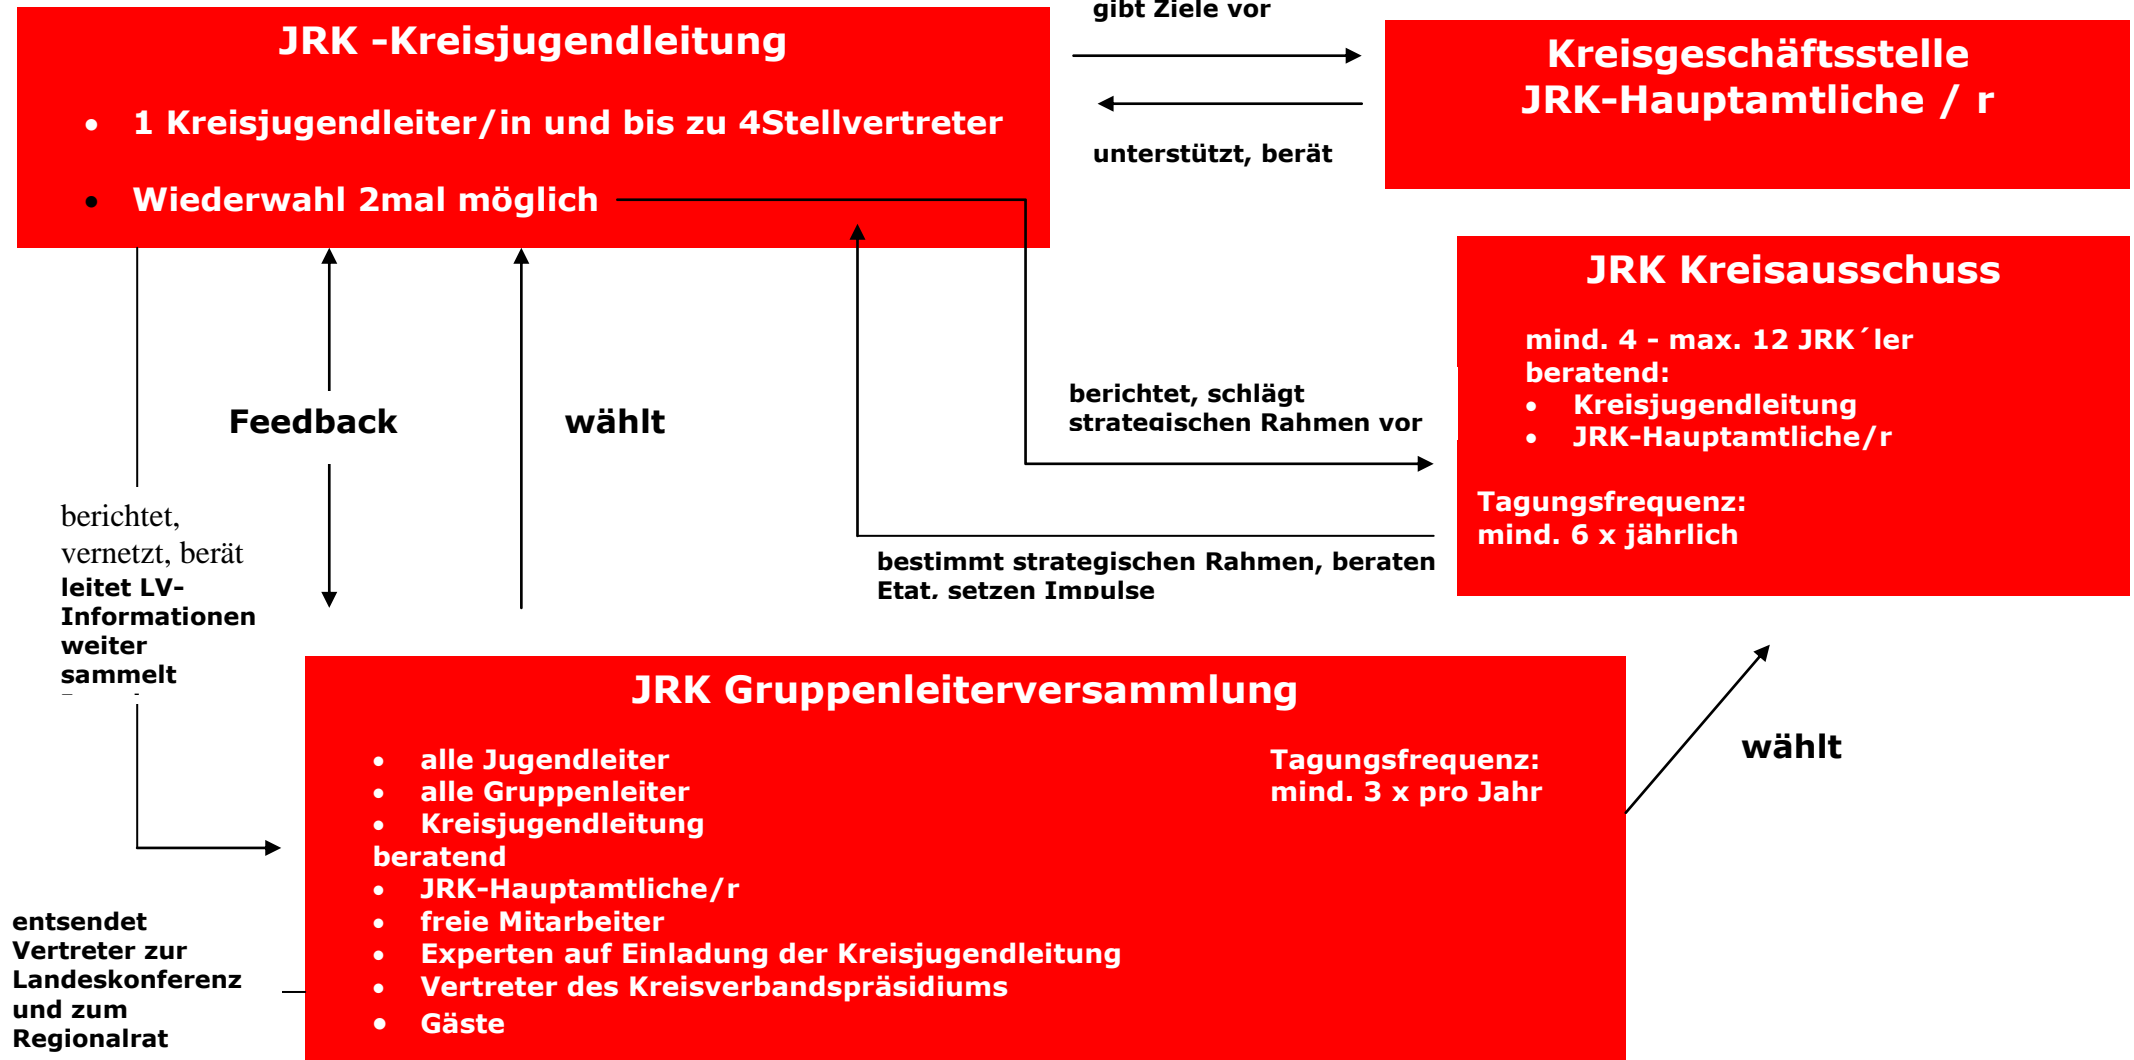 gibt Ziele vor
JRK -Kreisjugendleitung
• 1 Kreisjugendleiter/in und bis zu 4Stellvertreter
• Wiederwahl 2mal möglich
Kreisgeschäftsstelle
JRK-Hauptamtliche / r
unterstützt, berät
JRK Kreisausschuss
mind. 4 - max. 12 JRK´ler
beratend:
• Kreisjugendleitung
• JRK-Hauptamtliche/r
Tagungsfrequenz:
mind. 6 x jährlich
berichtet, schlägt
strategischen Rahmen vor
Feedback
wählt
bestimmt strategischen Rahmen, beraten
Etat, setzen Impulse
berichtet,
vernetzt, berät
leitet LV-
Informationen
weiter
sammelt
JRK Gruppenleiterversammlung
• alle Jugendleiter
• alle Gruppenleiter
• Kreisjugendleitung
beratend
• JRK-Hauptamtliche/r
• freie Mitarbeiter
• Experten auf Einladung der Kreisjugendleitung
• Vertreter des Kreisverbandspräsidiums
• Gäste
Tagungsfrequenz:
mind. 3 x pro Jahr
wählt
entsendet
Vertreter zur
Landeskonferenz
und zum
Regionalrat